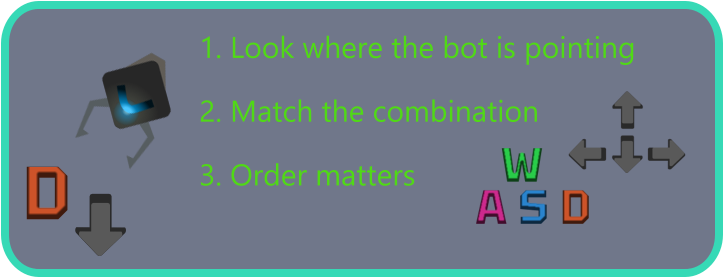 1. Look where the bot is pointing
2. Match the combination
3. Order matters
D
W
A S D